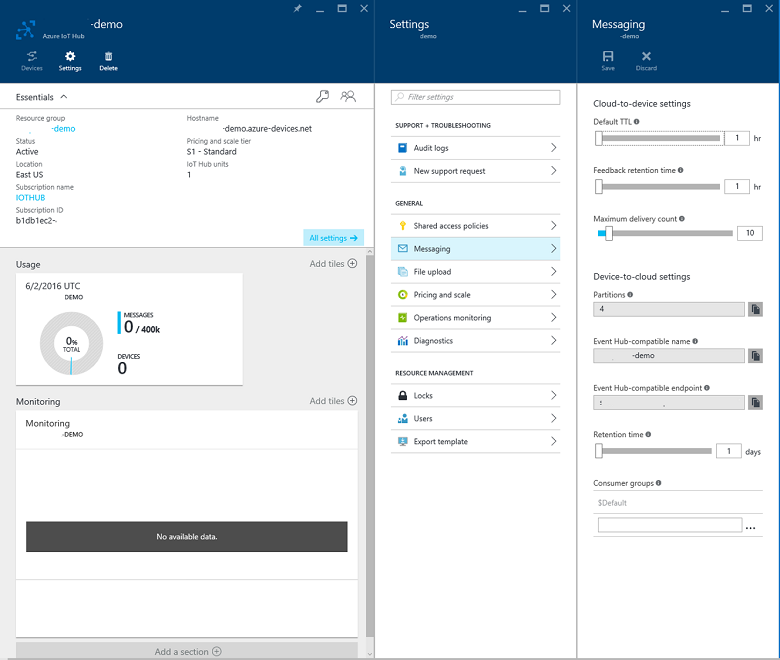 -demo
Azure IoT Hub
Devices
Settings
Delete
Essentials
Resource group
-demo
Status
Active
Location
East US
Subscription name
IOTHUB
Subscription ID
b1db1ec2-
Hostname
-demo.azure-devices.net
Pricing and scale tier
S1 - Standard
IoT Hub units
1
All settings
Usage
Add tiles
6/2/2016 UTC
DEMO
0%
TOTAL
MESSAGES
0 / 400k
DEVICES
0
Monitoring
Add tiles
Monitoring
-DEMO
No available data.
Add a section
Settings
demo
Filter settings
SUPPORT + TROUBLESHOOTING
Audit logs
New support request
GENERAL
Shared access policies
Messaging
File upload
Pricing and scale
Operations monitoring
Diagnostics
RESOURCE MANAGEMENT
Locks
Users
Export template
Messaging
-demo
Save
Discard
Cloud-to-device settings
Default TTL
1 hr
Feedback retention time
1 hr
Maximum delivery count
10
Device-to-cloud settings
Partitions
4
Event Hub-compatible name
-demo
Event Hub-compatible endpoint
Retention time
1 days
Consumer groups
$Default
...